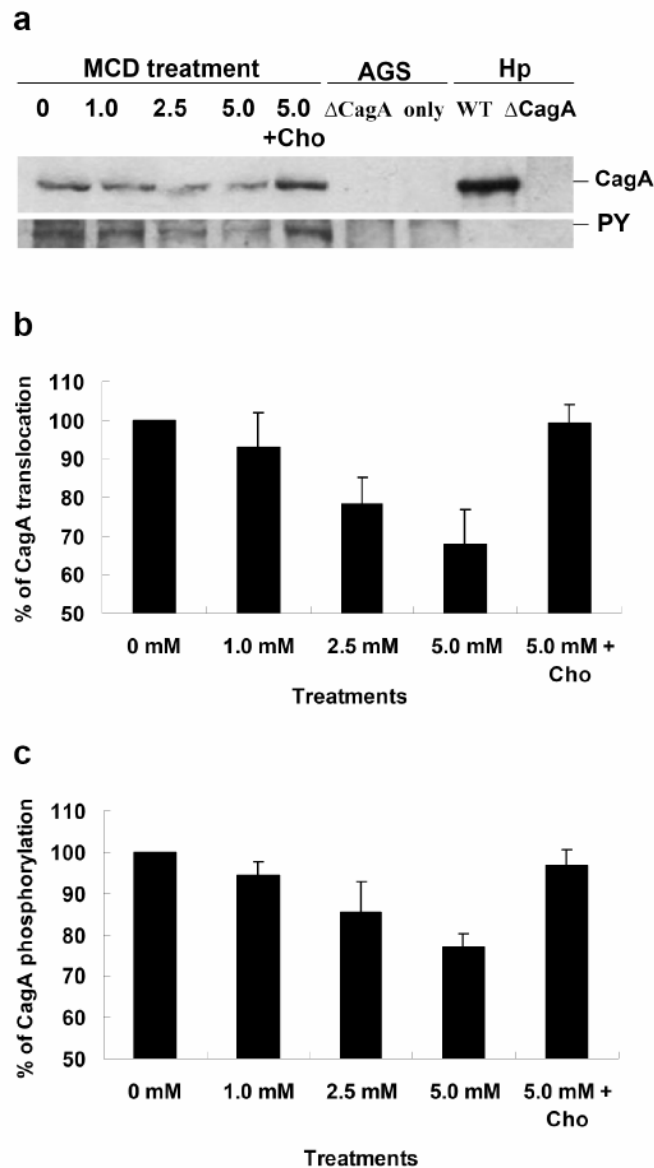 a
MCD treatment AGS Hp
0 1.0 2.5 5.0 5.0 ΔCagA only WT ΔCagA
+Cho
CagA
PY
b
% of CagA translocation
110
100
90
80
70
60
50
0 mM 1.0 mM 2.5 mM 5.0 mM 5.0 mM +
Cho
Treatments
c
% of CagA phosphorylation
110
100
90
80
70
60
50
0 mM 1.0 mM 2.5 mM 5.0 mM 5.0 mM +
Cho
Treatments